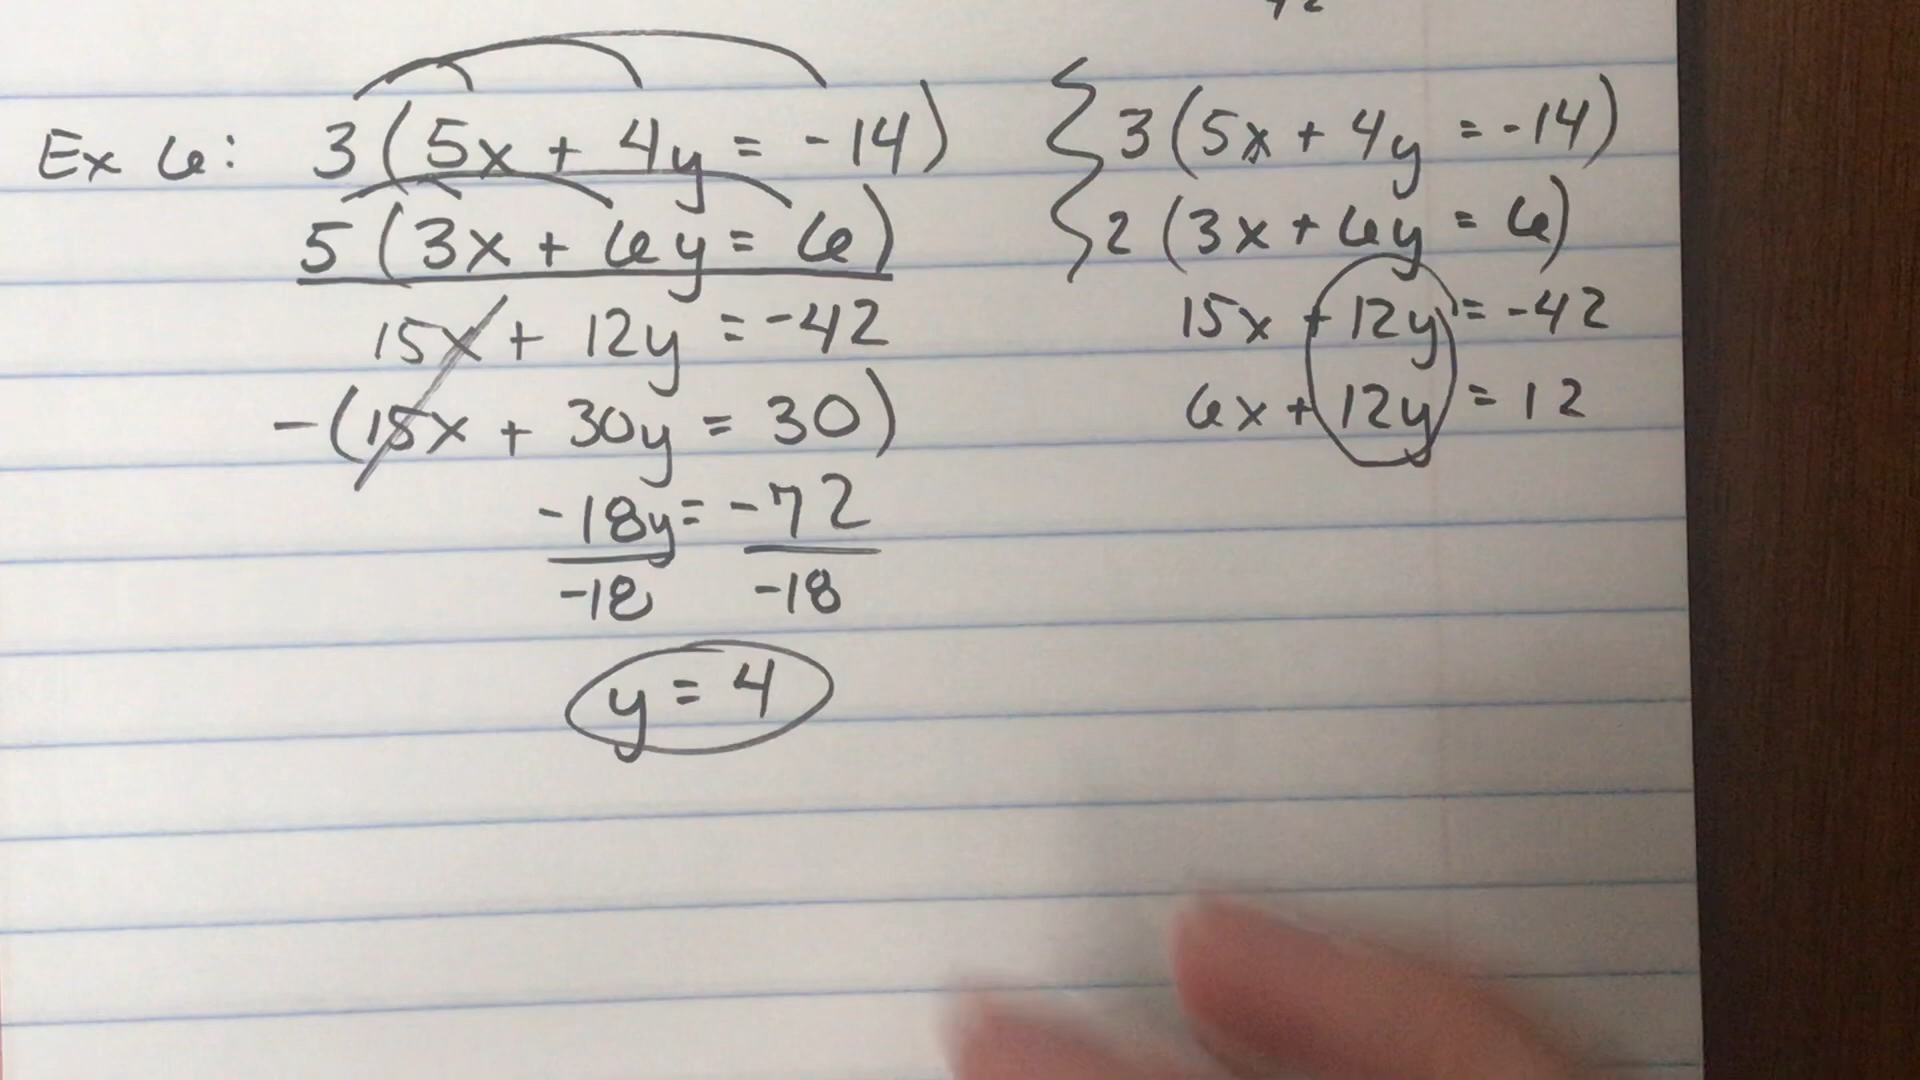 Ex 6: 3(5x + 4y = -14)
5(3x + 6y = 6)
15x + 12y = -42
-(15x + 30y = 30)
-18y = -72
-18 -18
y = 4
{3(5x + 4y = -14)
2(3x + 6y = 6)
15x + 12y = -42
6x + 12y = 12